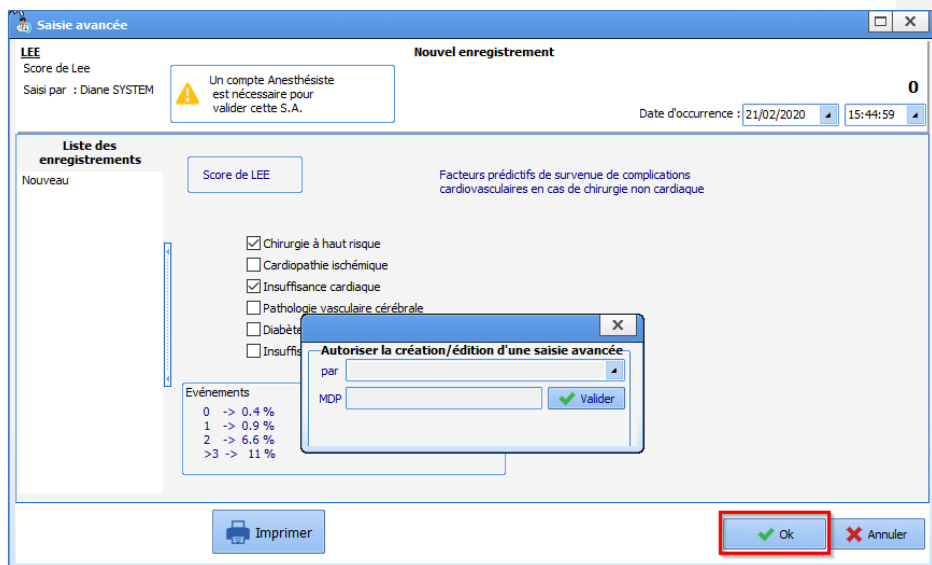 Saisie avancée
LEE
Nouvel enregistrement
Score de Lee
Saisi par : Diane SYSTEM
Un compte Anesthésiste
est nécessaire pour
valider cette S.A.
0
Date d'occurrence : 21/02/2020 15:44:59
Liste des
enregistrements
Nouveau
Score de LEE
Facteurs prédictifs de survenue de complications
cardiovasculaires en cas de chirurgie non cardiaque
Chirurgie à haut risque
Cardiopathie ischémique
Insuffisance cardiaque
Pathologie vasculaire cérébrale
Diabète
Insuffis
Autoriser la création/édition d'une saisie avancée
par
MDP
Valider
Evénements
0 -> 0.4 %
1 -> 0.9 %
2 -> 6.6 %
>3 -> 11 %
Imprimer
Ok
Annuler